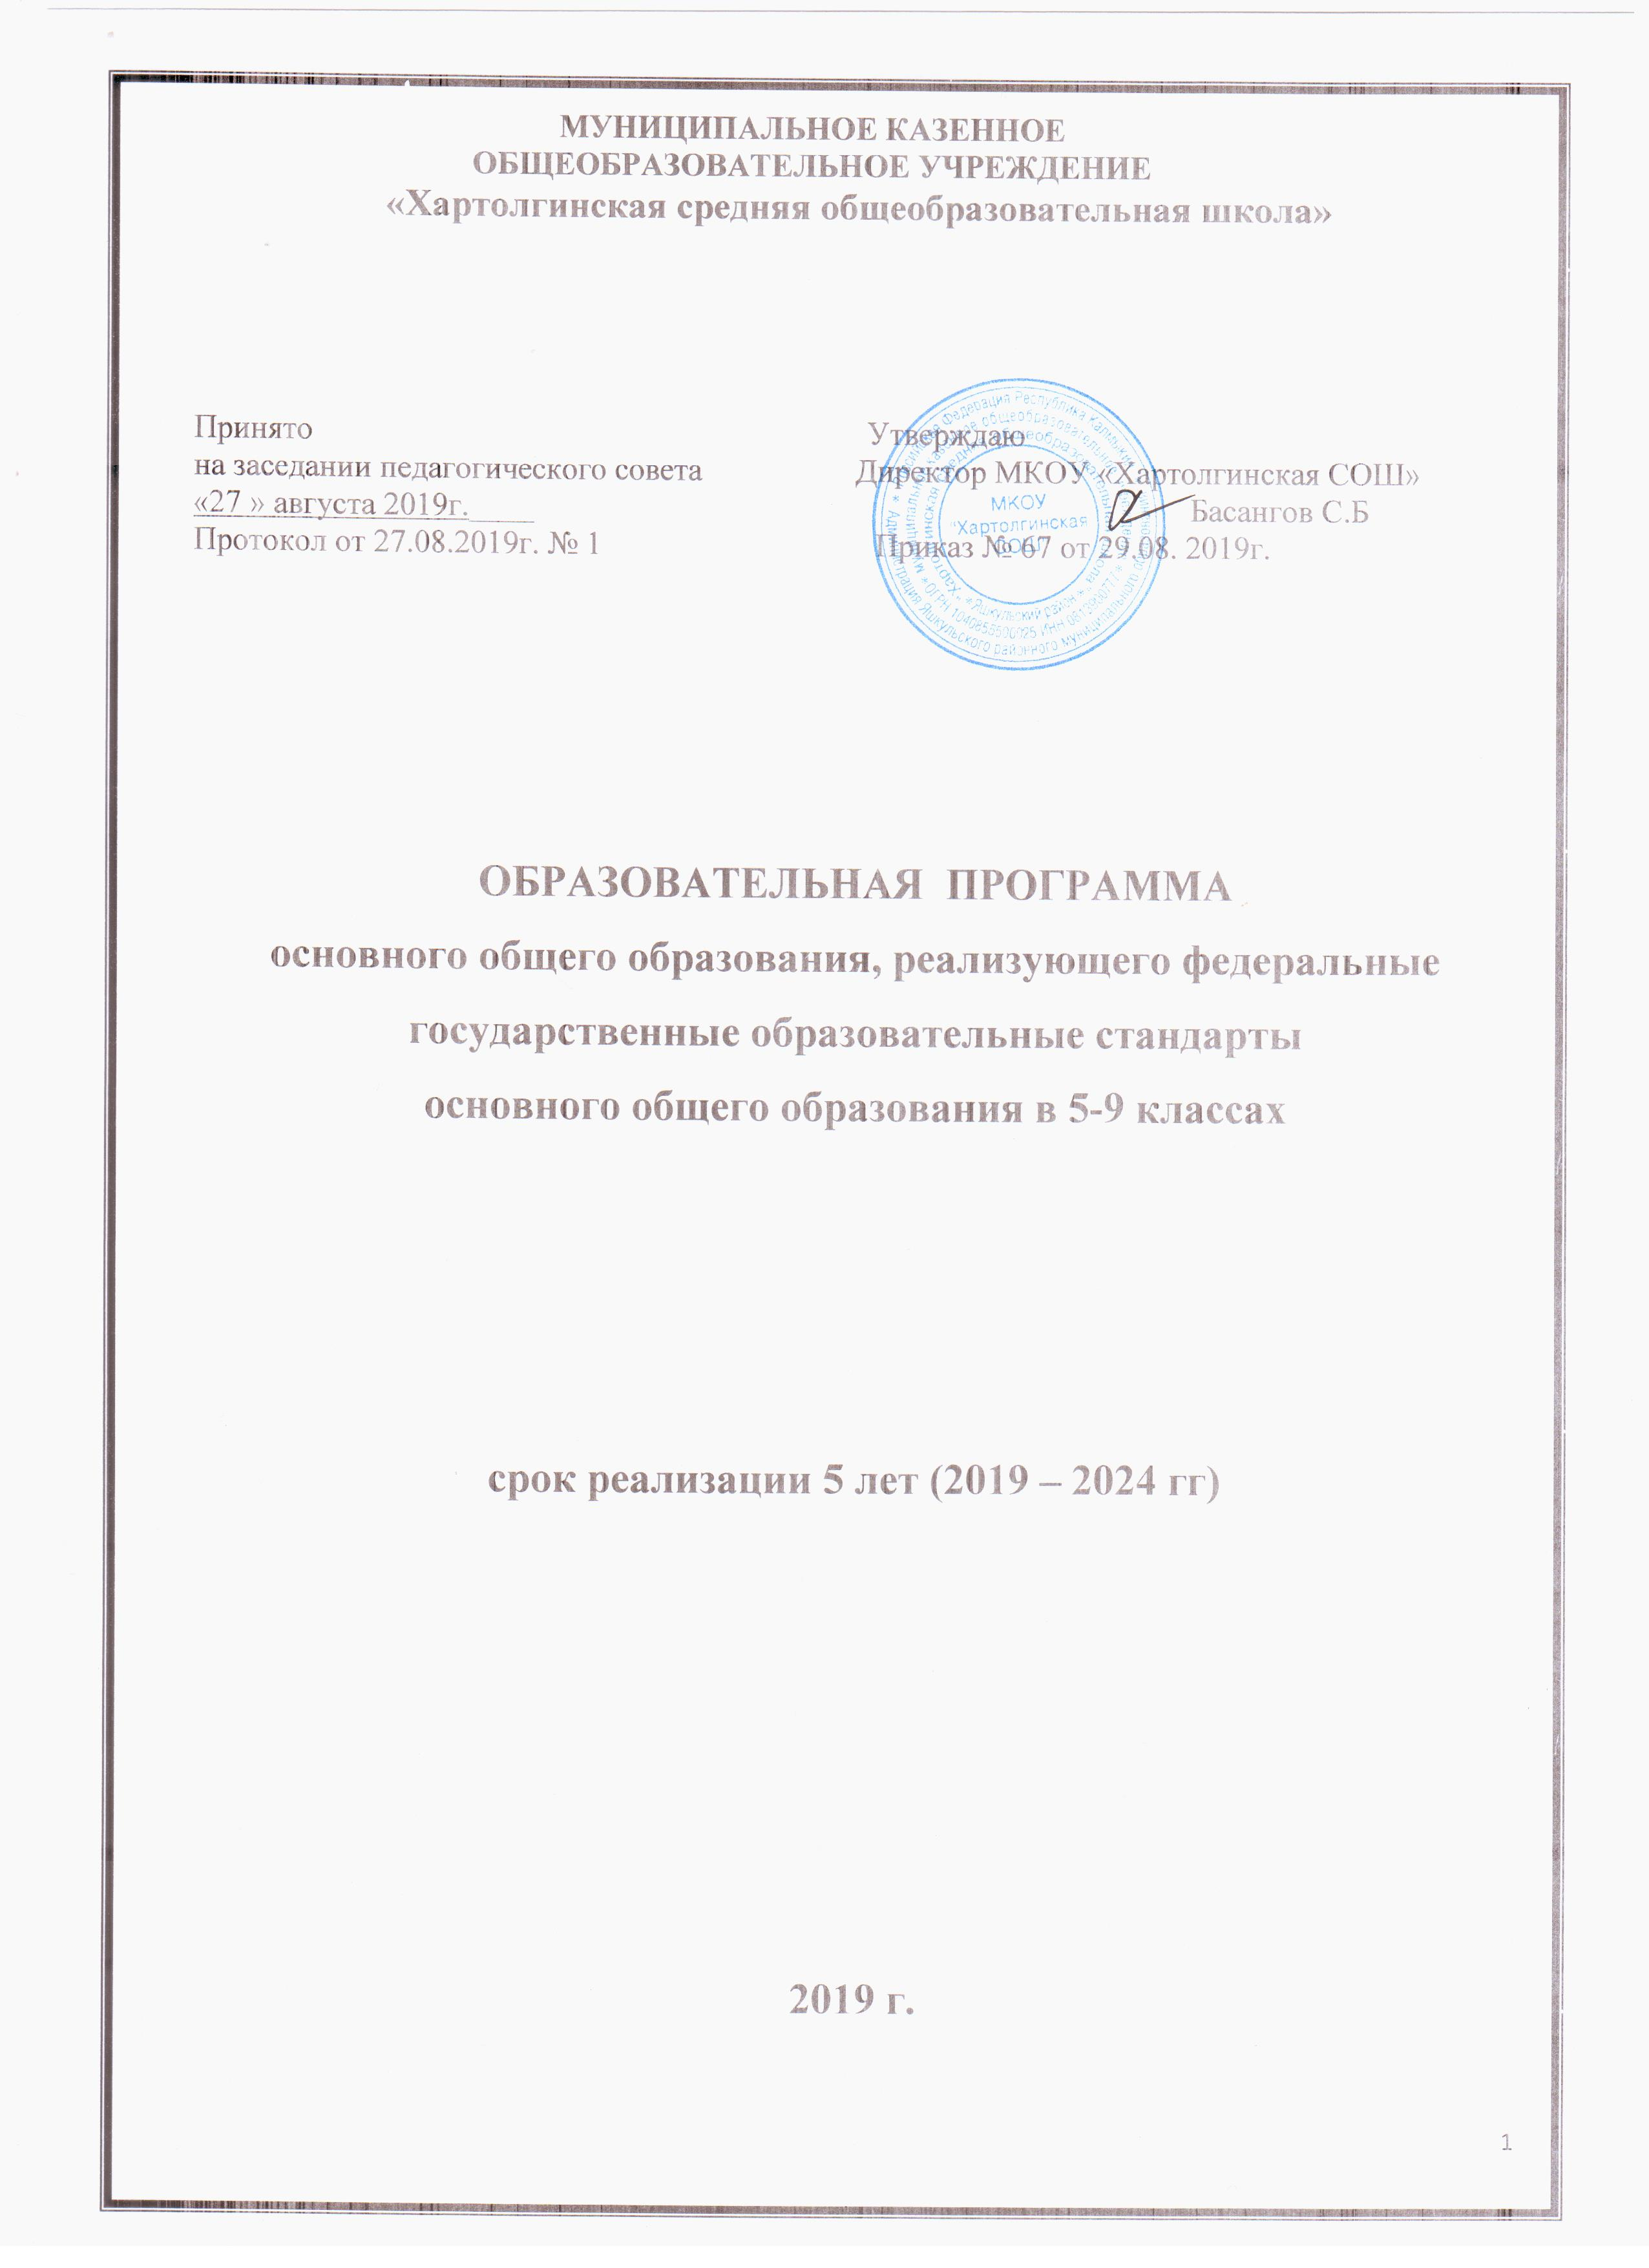 МУНИЦИПАЛЬНОЕ КАЗЕННОЕ
ОБЩЕОБРАЗОВАТЕЛЬНОЕ УЧРЕЖДЕНИЕ
«Хартолгинская средняя общеобразовательная школа»
Принято
на заседании педагогического совета
«27 » августа 2019г.____
Протокол от 27.08.2019г. № 1
Утверждаю
Директор МКОУ «Хартолгинская СОШ»
Басангов С.Б
Приказ № 67 от 29.08. 2019г.
МКОУ
"Хартолгинская
СОШ"
ОБРАЗОВАТЕЛЬНАЯ ПРОГРАММА
основного общего образования, реализующего федеральные
государственные образовательные стандарты
основного общего образования в 5-9 классах
срок реализации 5 лет (2019 – 2024 гг)
2019 г.
1